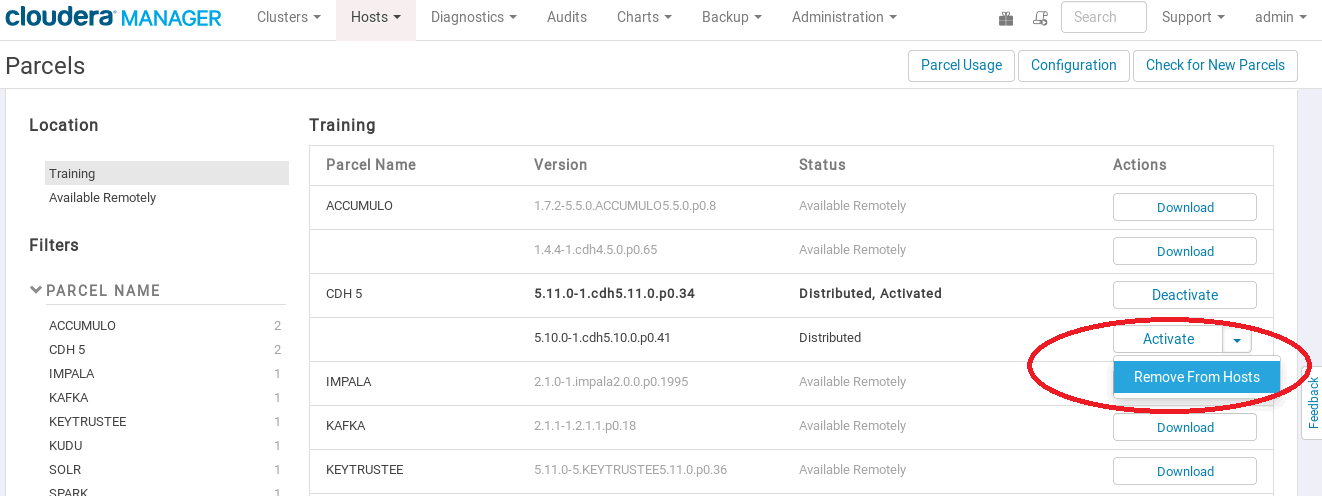 cloudera MANAGER Clusters Hosts Diagnostics Audits Charts Backup Administration Search Support admin
Parcels Parcel Usage Configuration Check for New Parcels
Location
Training
Available Remotely
Filters
PARCEL NAME
ACCUMULO 2
CDH 5 2
IMPALA 1
KAFKA 1
KEYTRUSTEE 1
KUDU 1
SOLR 1
SPARK 1
Training
Parcel Name Version Status Actions
ACCUMULO 1.7.2-5.5.0.ACCUMULO5.5.0.p0.8 Available Remotely Download
1.4.4-1.cdh4.5.0.p0.65 Available Remotely Download
CDH 5 5.11.0-1.cdh5.11.0.p0.34 Distributed, Activated Deactivate
5.10.0-1.cdh5.10.0.p0.41 Distributed Activate
IMPALA 2.1.0-1.impala2.0.0.p0.1995 Available Remotely Remove From Hosts
KAFKA 2.1.1-1.2.1.1.p0.18 Available Remotely Download
KEYTRUSTEE 5.11.0-5.KEYTRUSTEE5.11.0.p0.36 Available Remotely Download
Feedback